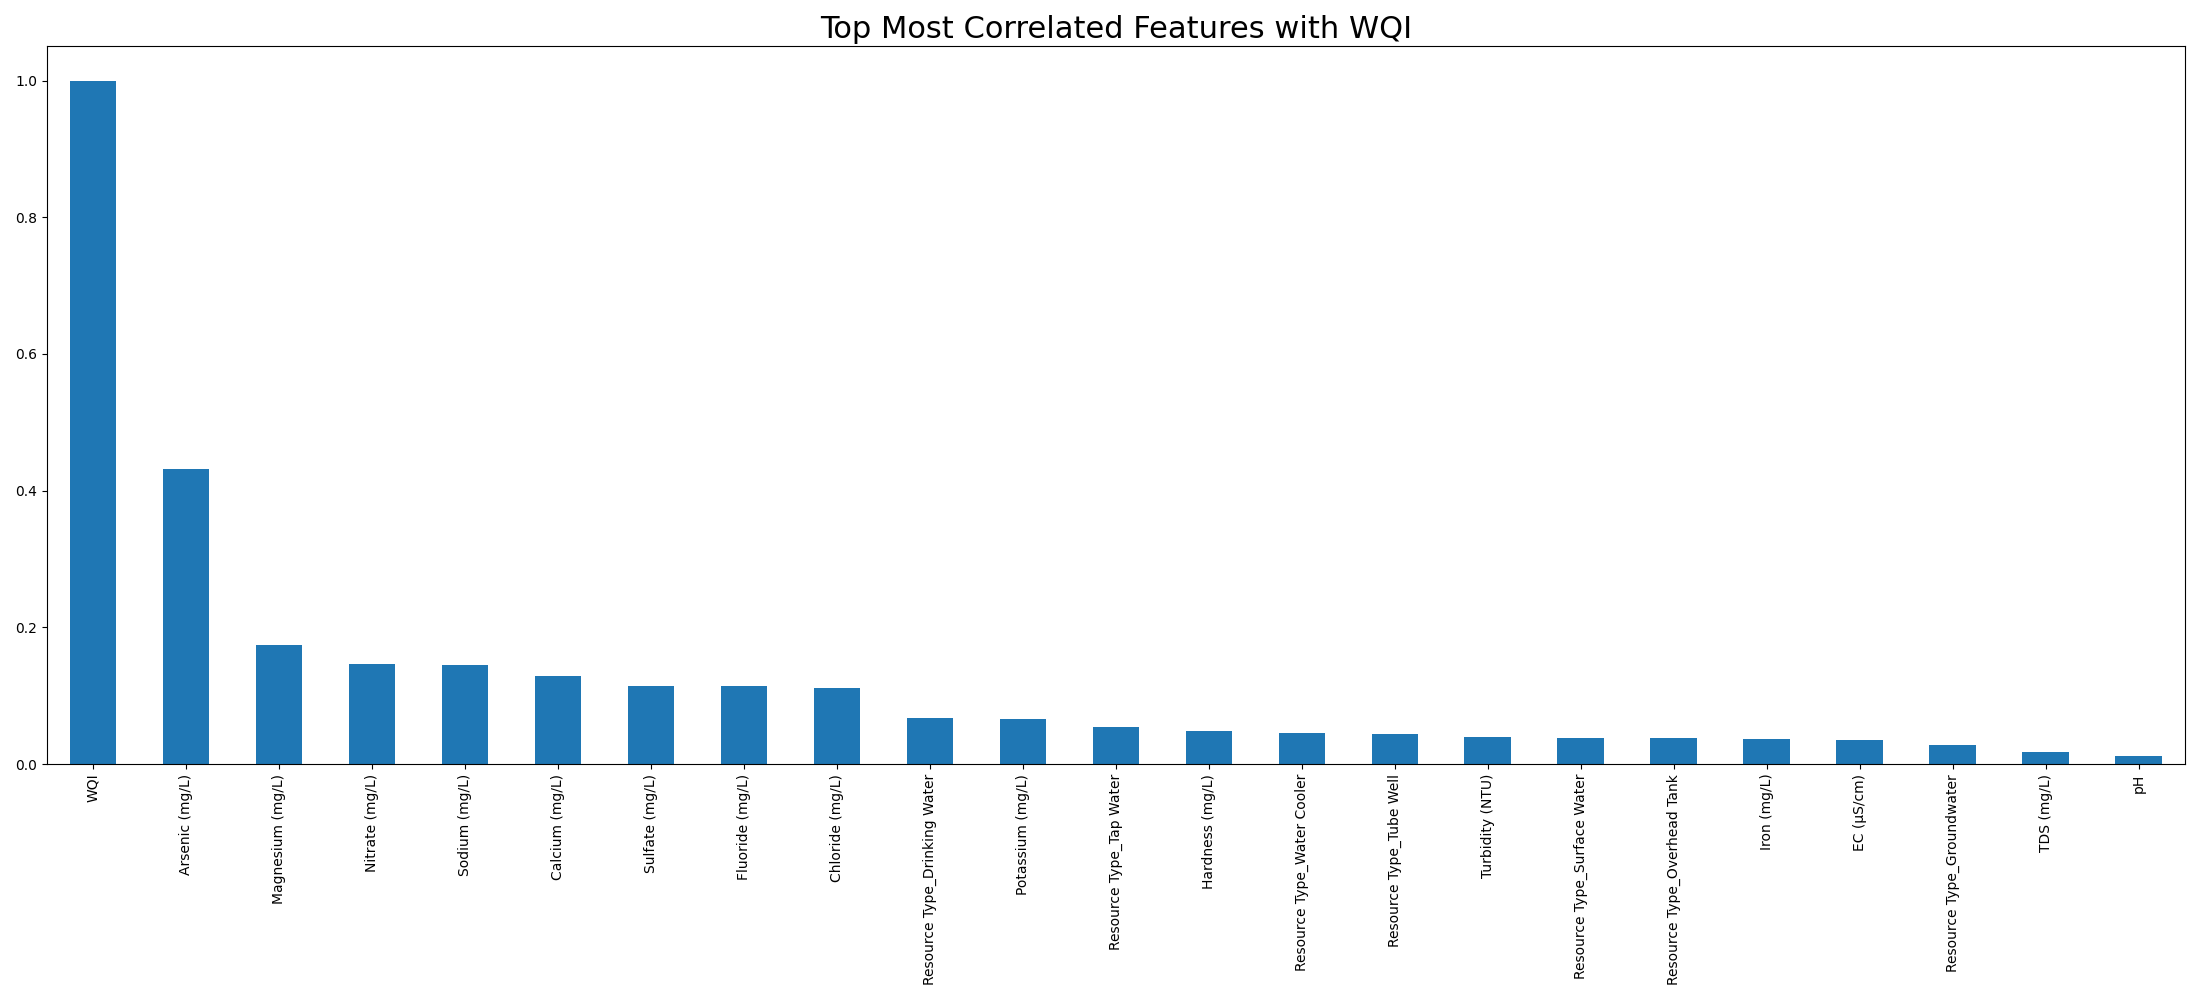 Top Most Correlated Features with WQI
1.0
0.8
0.6
0.4
0.2
0.0
WQI
Arsenic (mg/L)
Magnesium (mg/L)
Nitrate (mg/L)
Sodium (mg/L)
Calcium (mg/L)
Sulfate (mg/L)
Fluoride (mg/L)
Chloride (mg/L)
Resource Type_Drinking Water
Potassium (mg/L)
Resource Type_Tap Water
Hardness (mg/L)
Resource Type_Water Cooler
Resource Type_Tube Well
Turbidity (NTU)
Resource Type_Surface Water
Resource Type_Overhead Tank
Iron (mg/L)
EC (µS/cm)
Resource Type_Groundwater
TDS (mg/L)
pH